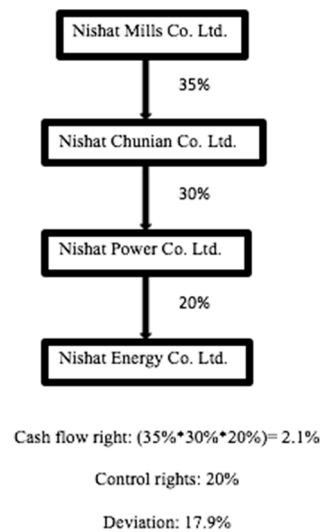 Nishat Mills Co. Ltd.
35%
Nishat Chunian Co. Ltd.
30%
Nishat Power Co. Ltd.
20%
Nishat Energy Co. Ltd.
Cash flow right: (35%*30%*20%)= 2.1%
Control rights: 20%
Deviation: 17.9%